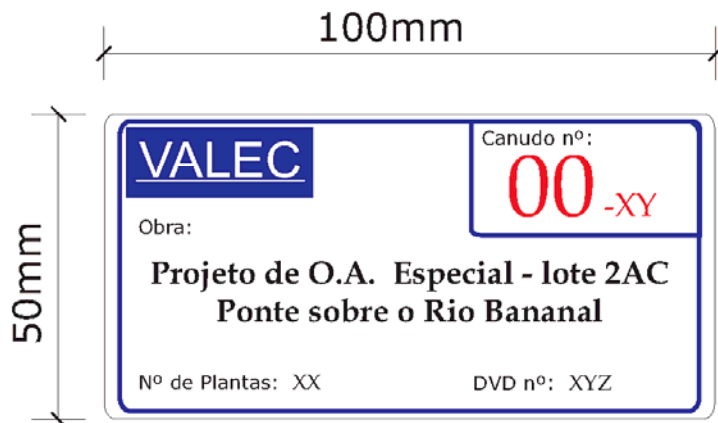 100mm
50mm
VALEC
Canudo nº:
00 -XY
Obra:
Projeto de O.A. Especial - lote 2AC
Ponte sobre o Rio Bananal
Nº de Plantas: XX
DVD nº: XYZ